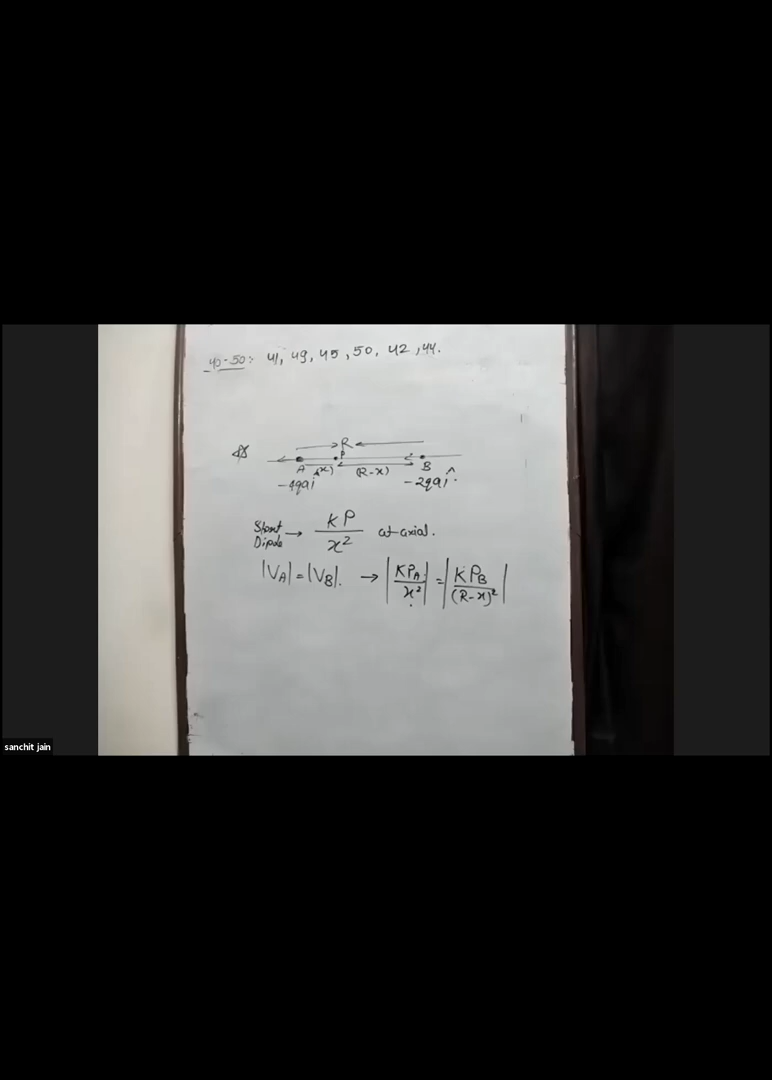 40-50:- 41, 49, 45, 50, 42, 44.
R
P
A (x) (R-x) B
-4qai -2qaî.
Short Dipole → KP/x² at axial.
|VA| = |VB|. → |KPA/x²| = |KPB/(R-x)²|
sanchit jain